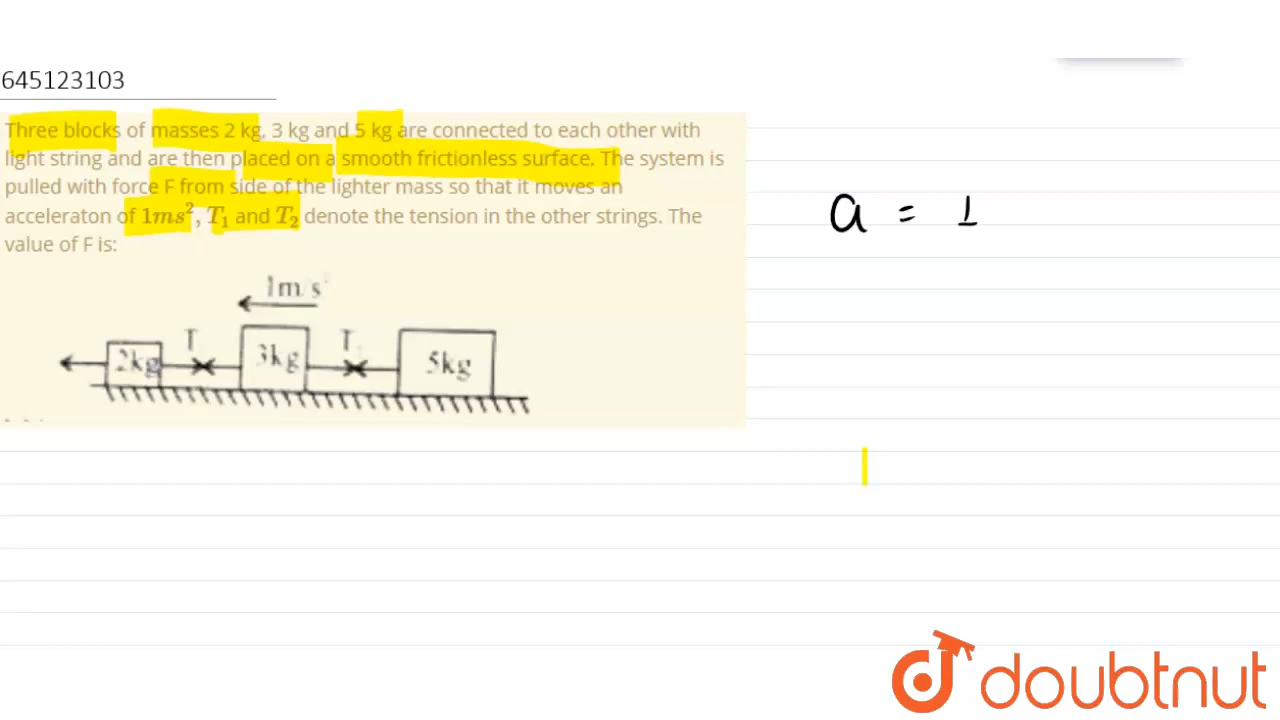 645123103
Three blocks of masses 2 kg, 3 kg and 5 kg are connected to each other with
light string and are then placed on a smooth frictionless surface. The system is
pulled with force F from side of the lighter mass so that it moves an
acceleraton of 1ms², T₁ and T₂ denote the tension in the other strings. The
value of F is:
a = 1
1m/s
T T
2kg 3kg 5kg
doubtnut